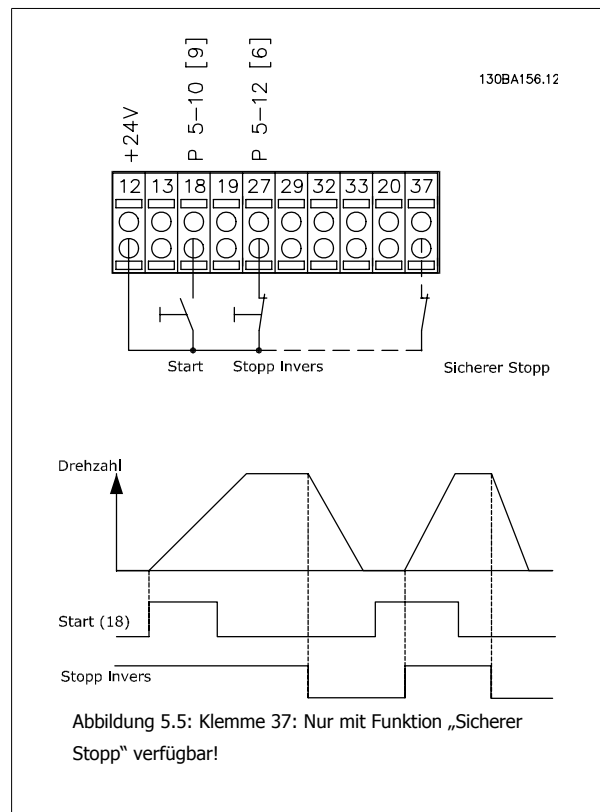 +24V
P 5-10 [9]
P 5-12 [6]
130BA156.12
12 13 18 19 27 29 32 33 20 37
Start Stopp Invers Sicherer Stopp
Drehzahl
Start (18)
Stopp Invers
Abbildung 5.5: Klemme 37: Nur mit Funktion „Sicherer
Stopp“ verfügbar!